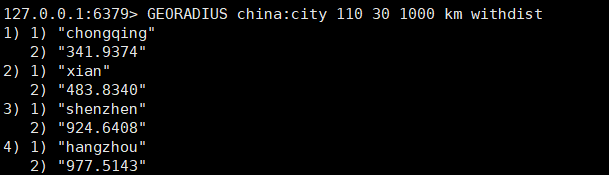 127.0.0.1:6379> GEORADIUS china:city 110 30 1000 km withdist
1) 1) "chongqing"
   2) "341.9374"
2) 1) "xian"
   2) "483.8340"
3) 1) "shenzhen"
   2) "924.6408"
4) 1) "hangzhou"
   2) "977.5143"